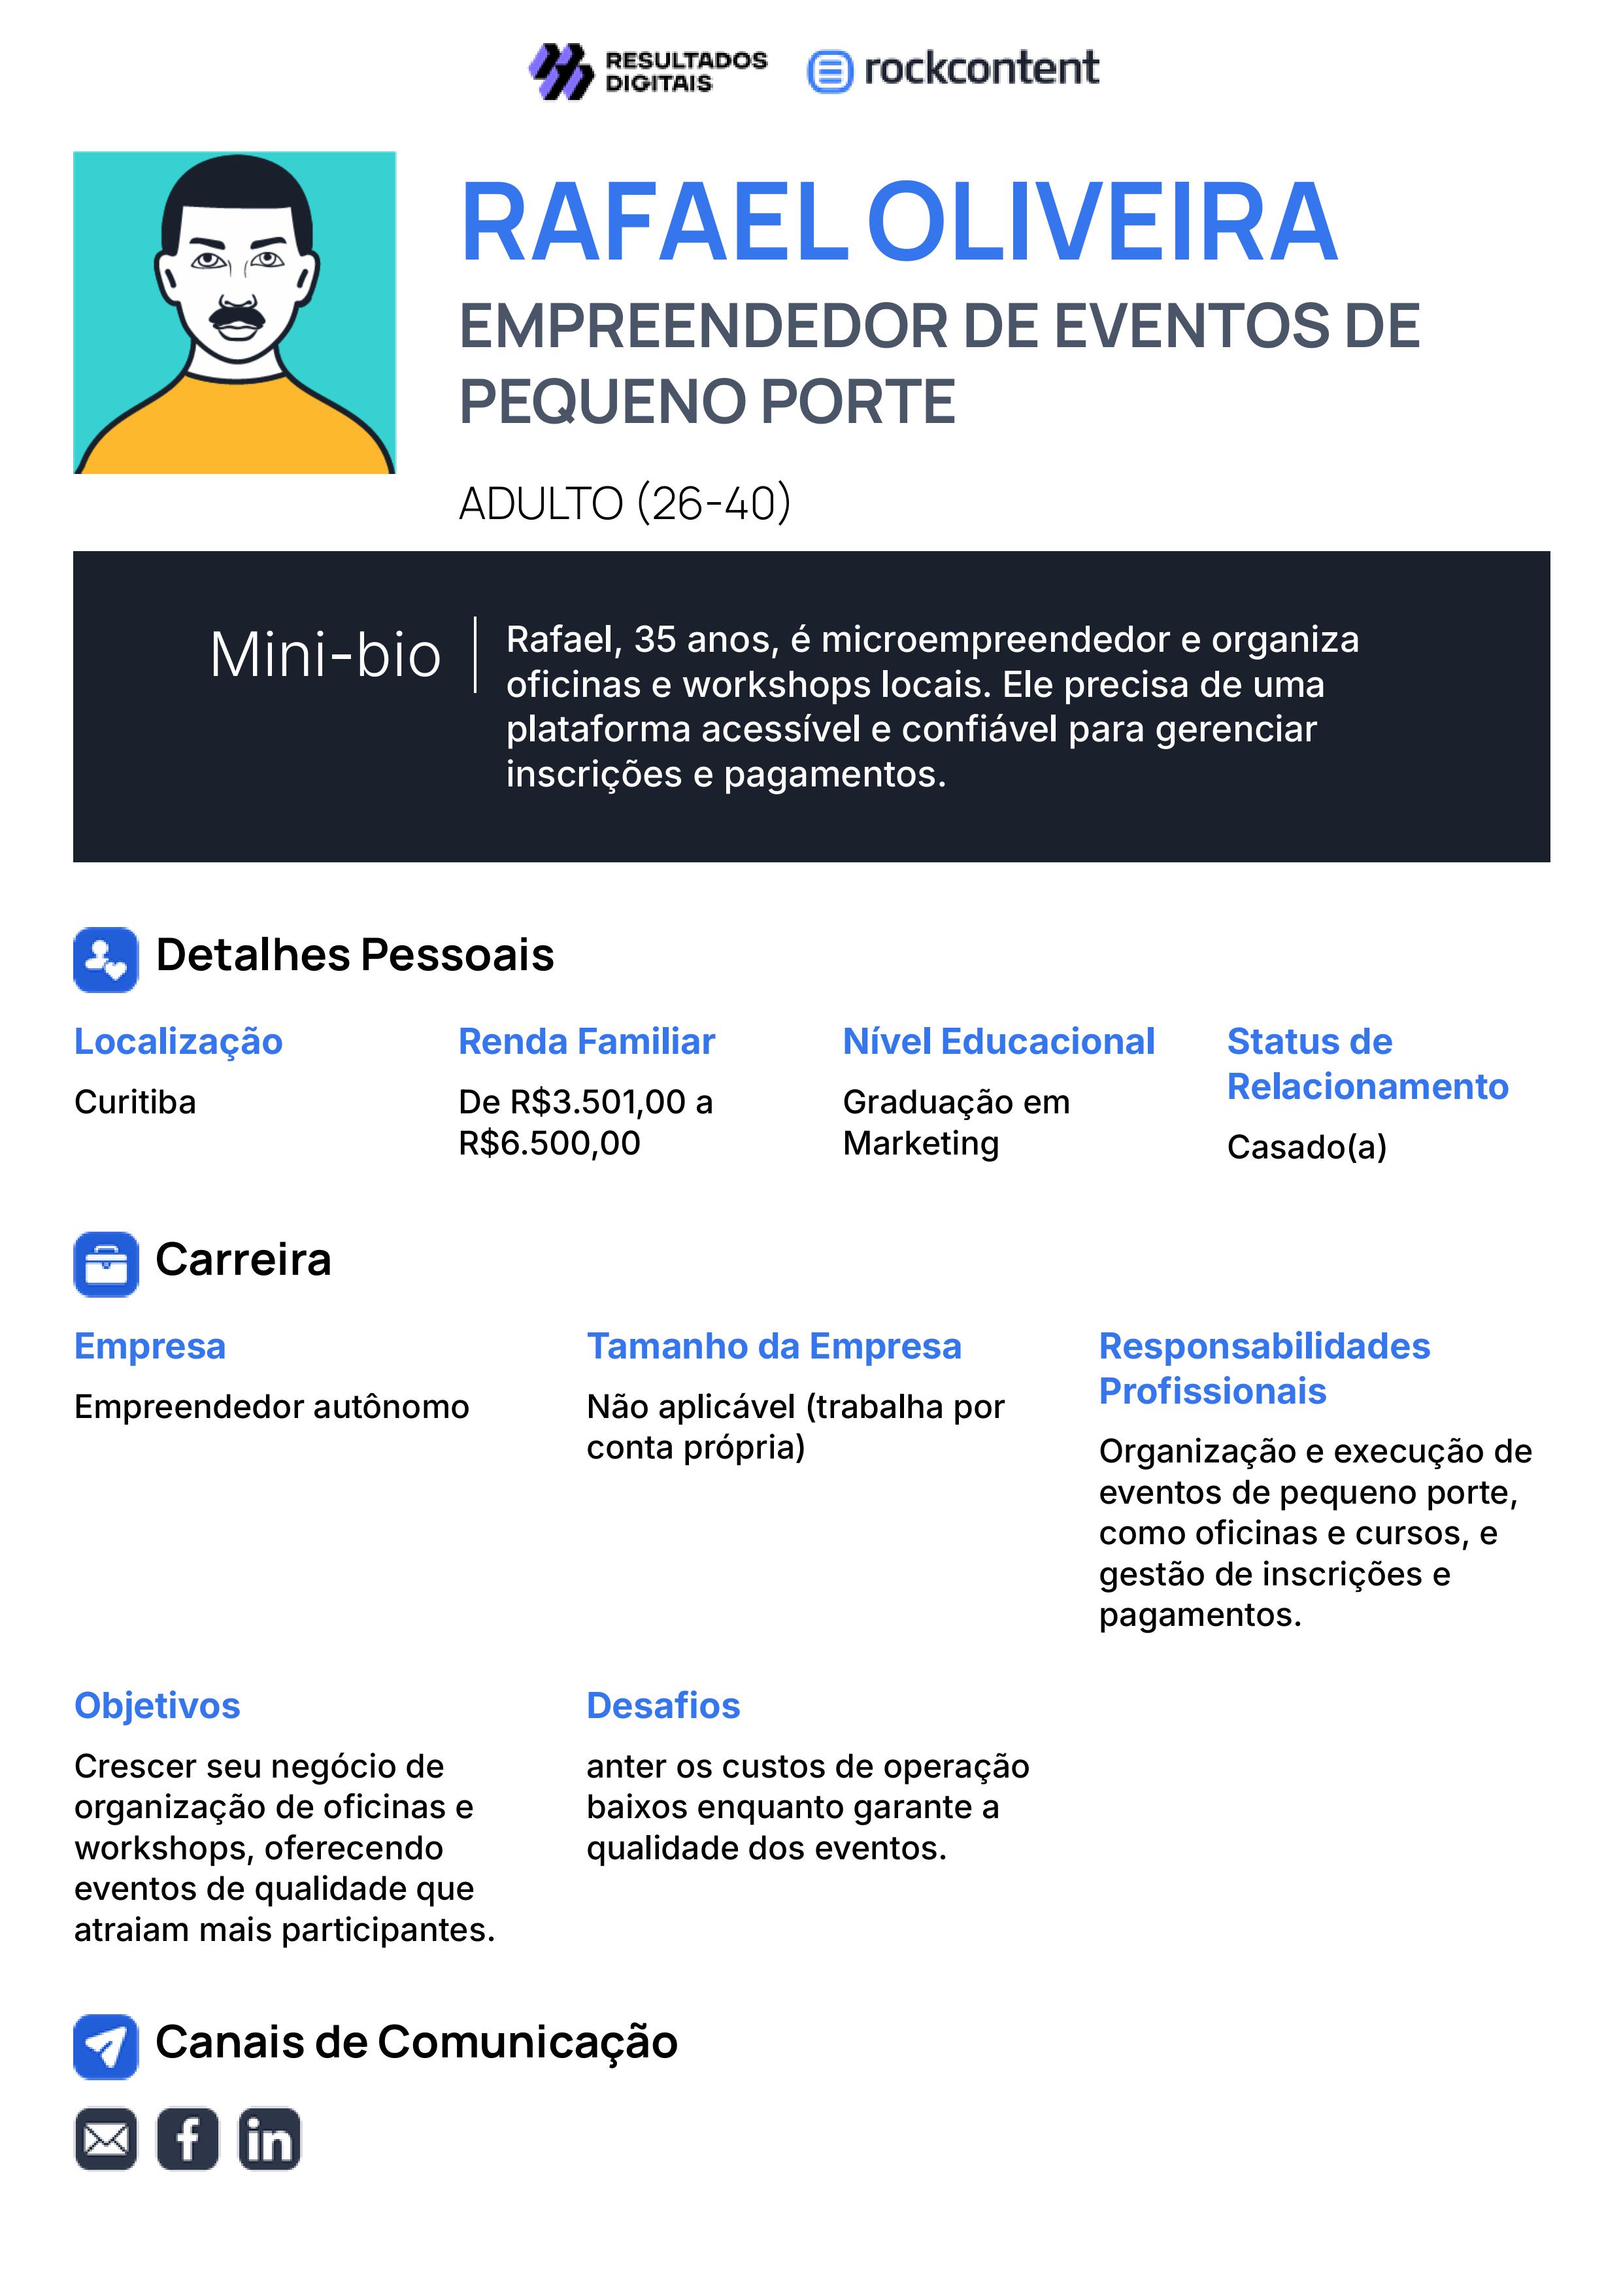 RESULTADOS
DIGITAIS
rockcontent
RAFAEL OLIVEIRA
EMPREENDEDOR DE EVENTOS DE
PEQUENO PORTE
ADULTO (26-40)
Mini-bio
Rafael, 35 anos, é microempreendedor e organiza
oficinas e workshops locais. Ele precisa de uma
plataforma acessível e confiável para gerenciar
inscrições e pagamentos.
Detalhes Pessoais
Localização
Curitiba
Renda Familiar
De R$3.501,00 a
R$6.500,00
Nível Educacional
Graduação em
Marketing
Status de
Relacionamento
Casado(a)
Carreira
Empresa
Empreendedor autônomo
Tamanho da Empresa
Não aplicável (trabalha por
conta própria)
Responsabilidades
Profissionais
Organização e execução de
eventos de pequeno porte,
como oficinas e cursos, e
gestão de inscrições e
pagamentos.
Objetivos
Crescer seu negócio de
organização de oficinas e
workshops, oferecendo
eventos de qualidade que
atraiam mais participantes.
Desafios
anter os custos de operação
baixos enquanto garante a
qualidade dos eventos.
Canais de Comunicação
f
in